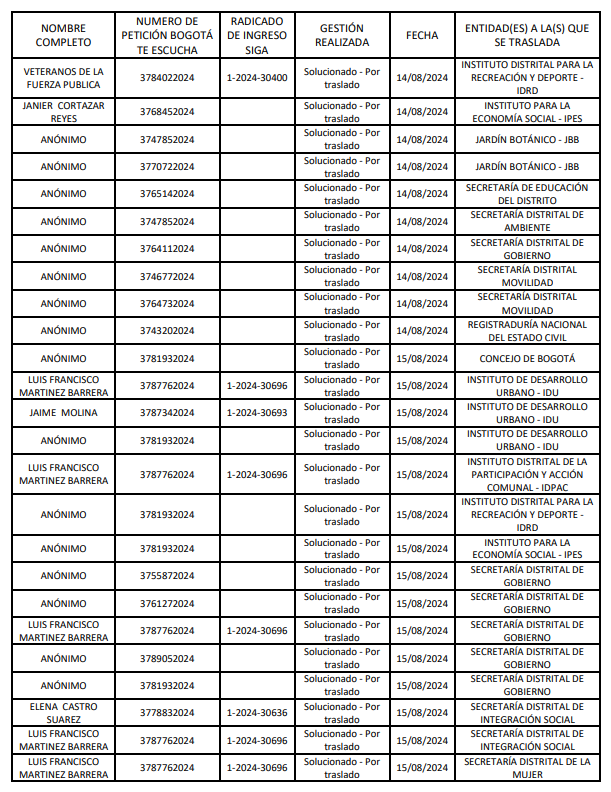 NOMBRE COMPLETO | NUMERO DE PETICIÓN BOGOTÁ TE ESCUCHA | RADICADO DE INGRESO SIGA | GESTIÓN REALIZADA | FECHA | ENTIDAD(ES) A LA(S) QUE SE TRASLADA
VETERANOS DE LA FUERZA PUBLICA | 3784022024 | 1-2024-30400 | Solucionado - Por traslado | 14/08/2024 | INSTITUTO DISTRITAL PARA LA RECREACIÓN Y DEPORTE - IDRD
JANIER CORTAZAR REYES | 3768452024 | | Solucionado - Por traslado | 14/08/2024 | INSTITUTO PARA LA ECONOMÍA SOCIAL - IPES
ANÓNIMO | 3747852024 | | Solucionado - Por traslado | 14/08/2024 | JARDÍN BOTÁNICO - JBB
ANÓNIMO | 3770722024 | | Solucionado - Por traslado | 14/08/2024 | JARDÍN BOTÁNICO - JBB
ANÓNIMO | 3765142024 | | Solucionado - Por traslado | 14/08/2024 | SECRETARÍA DE EDUCACIÓN DEL DISTRITO
ANÓNIMO | 3747852024 | | Solucionado - Por traslado | 14/08/2024 | SECRETARÍA DISTRITAL DE AMBIENTE
ANÓNIMO | 3764112024 | | Solucionado - Por traslado | 14/08/2024 | SECRETARÍA DISTRITAL DE GOBIERNO
ANÓNIMO | 3746772024 | | Solucionado - Por traslado | 14/08/2024 | SECRETARÍA DISTRITAL MOVILIDAD
ANÓNIMO | 3764732024 | | Solucionado - Por traslado | 14/08/2024 | SECRETARÍA DISTRITAL MOVILIDAD
ANÓNIMO | 3743202024 | | Solucionado - Por traslado | 14/08/2024 | REGISTRADURÍA NACIONAL DEL ESTADO CIVIL
ANÓNIMO | 3781932024 | | Solucionado - Por traslado | 15/08/2024 | CONCEJO DE BOGOTÁ
LUIS FRANCISCO MARTINEZ BARRERA | 3787762024 | 1-2024-30696 | Solucionado - Por traslado | 15/08/2024 | INSTITUTO DE DESARROLLO URBANO - IDU
JAIME MOLINA | 3787342024 | 1-2024-30693 | Solucionado - Por traslado | 15/08/2024 | INSTITUTO DE DESARROLLO URBANO - IDU
ANÓNIMO | 3781932024 | | Solucionado - Por traslado | 15/08/2024 | INSTITUTO DE DESARROLLO URBANO - IDU
LUIS FRANCISCO MARTINEZ BARRERA | 3787762024 | 1-2024-30696 | Solucionado - Por traslado | 15/08/2024 | INSTITUTO DISTRITAL DE LA PARTICIPACIÓN Y ACCIÓN COMUNAL - IDPAC
ANÓNIMO | 3781932024 | | Solucionado - Por traslado | 15/08/2024 | INSTITUTO DISTRITAL PARA LA RECREACIÓN Y DEPORTE - IDRD
ANÓNIMO | 3781932024 | | Solucionado - Por traslado | 15/08/2024 | INSTITUTO PARA LA ECONOMÍA SOCIAL - IPES
ANÓNIMO | 3755872024 | | Solucionado - Por traslado | 15/08/2024 | SECRETARÍA DISTRITAL DE GOBIERNO
ANÓNIMO | 3761272024 | | Solucionado - Por traslado | 15/08/2024 | SECRETARÍA DISTRITAL DE GOBIERNO
LUIS FRANCISCO MARTINEZ BARRERA | 3787762024 | 1-2024-30696 | Solucionado - Por traslado | 15/08/2024 | SECRETARÍA DISTRITAL DE GOBIERNO
ANÓNIMO | 3789052024 | | Solucionado - Por traslado | 15/08/2024 | SECRETARÍA DISTRITAL DE GOBIERNO
ANÓNIMO | 3781932024 | | Solucionado - Por traslado | 15/08/2024 | SECRETARÍA DISTRITAL DE GOBIERNO
ELENA CASTRO SUAREZ | 3778832024 | 1-2024-30636 | Solucionado - Por traslado | 15/08/2024 | SECRETARÍA DISTRITAL DE INTEGRACIÓN SOCIAL
LUIS FRANCISCO MARTINEZ BARRERA | 3787762024 | 1-2024-30696 | Solucionado - Por traslado | 15/08/2024 | SECRETARÍA DISTRITAL DE INTEGRACIÓN SOCIAL
LUIS FRANCISCO MARTINEZ BARRERA | 3787762024 | 1-2024-30696 | Solucionado - Por traslado | 15/08/2024 | SECRETARÍA DISTRITAL DE LA MUJER